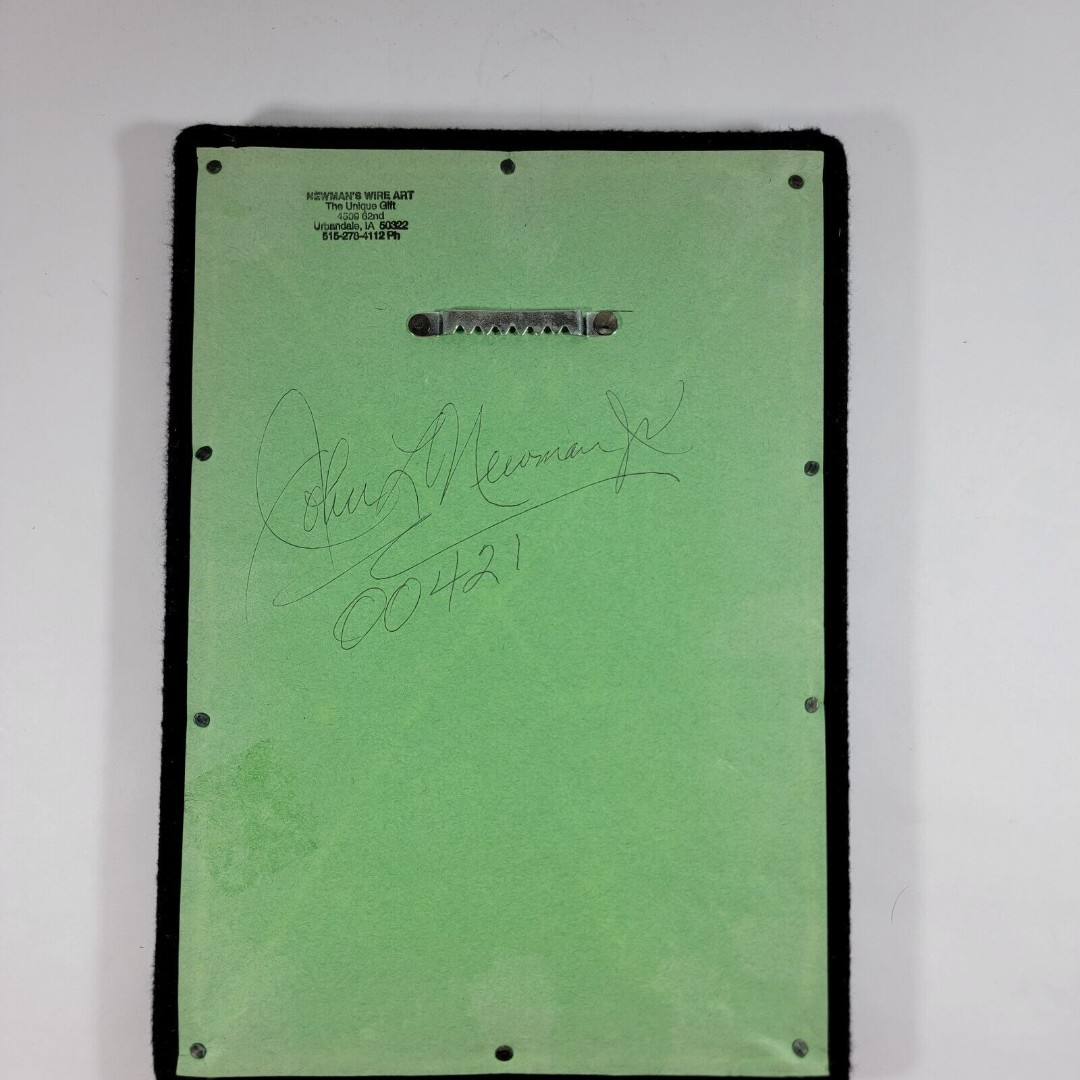 NEWMAN'S WIRE ART
The Unique Gift
4509 62nd
Urbandale, IA 50322
515-278-4112 Ph
John L Newman Jr
00421